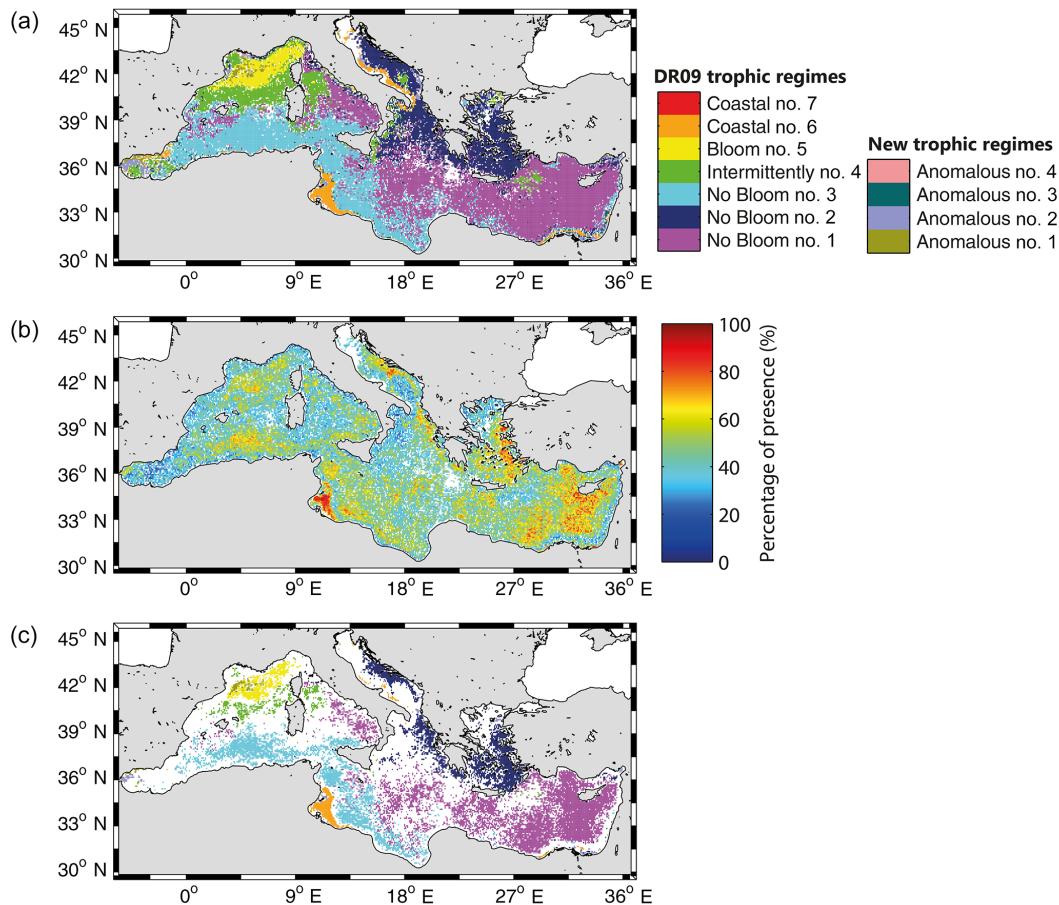 (a)
45° N
42° N
39° N
36° N
33° N
30° N
0°
9° E
18° E
27° E
36° E
DR09 trophic regimes
Coastal no. 7
Coastal no. 6
Bloom no. 5
Intermittently no. 4
No Bloom no. 3
No Bloom no. 2
No Bloom no. 1
New trophic regimes
Anomalous no. 4
Anomalous no. 3
Anomalous no. 2
Anomalous no. 1
(b)
45° N
42° N
39° N
36° N
33° N
30° N
0°
9° E
18° E
27° E
36° E
100
80
60
40
20
0
Percentage of presence (%)
(c)
45° N
42° N
39° N
36° N
33° N
30° N
0°
9° E
18° E
27° E
36° E